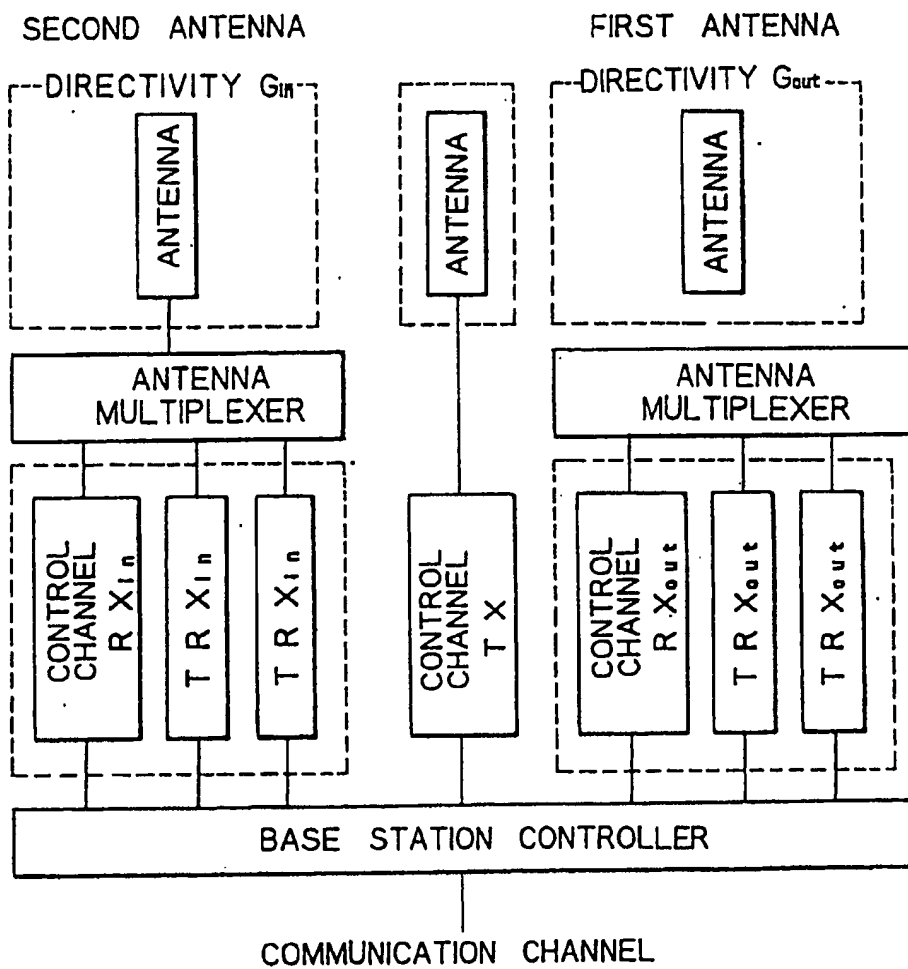 SECOND ANTENNA
FIRST ANTENNA
DIRECTIVITY Gin
DIRECTIVITY Gout
ANTENNA
ANTENNA
ANTENNA
ANTENNA
MULTIPLEXER
ANTENNA
MULTIPLEXER
CONTROL
CHANNEL
R Xin
T R Xin
T R Xin
CONTROL
CHANNEL
T X
CONTROL
CHANNEL
R Xout
T R Xout
T R Xout
BASE STATION CONTROLLER
COMMUNICATION CHANNEL